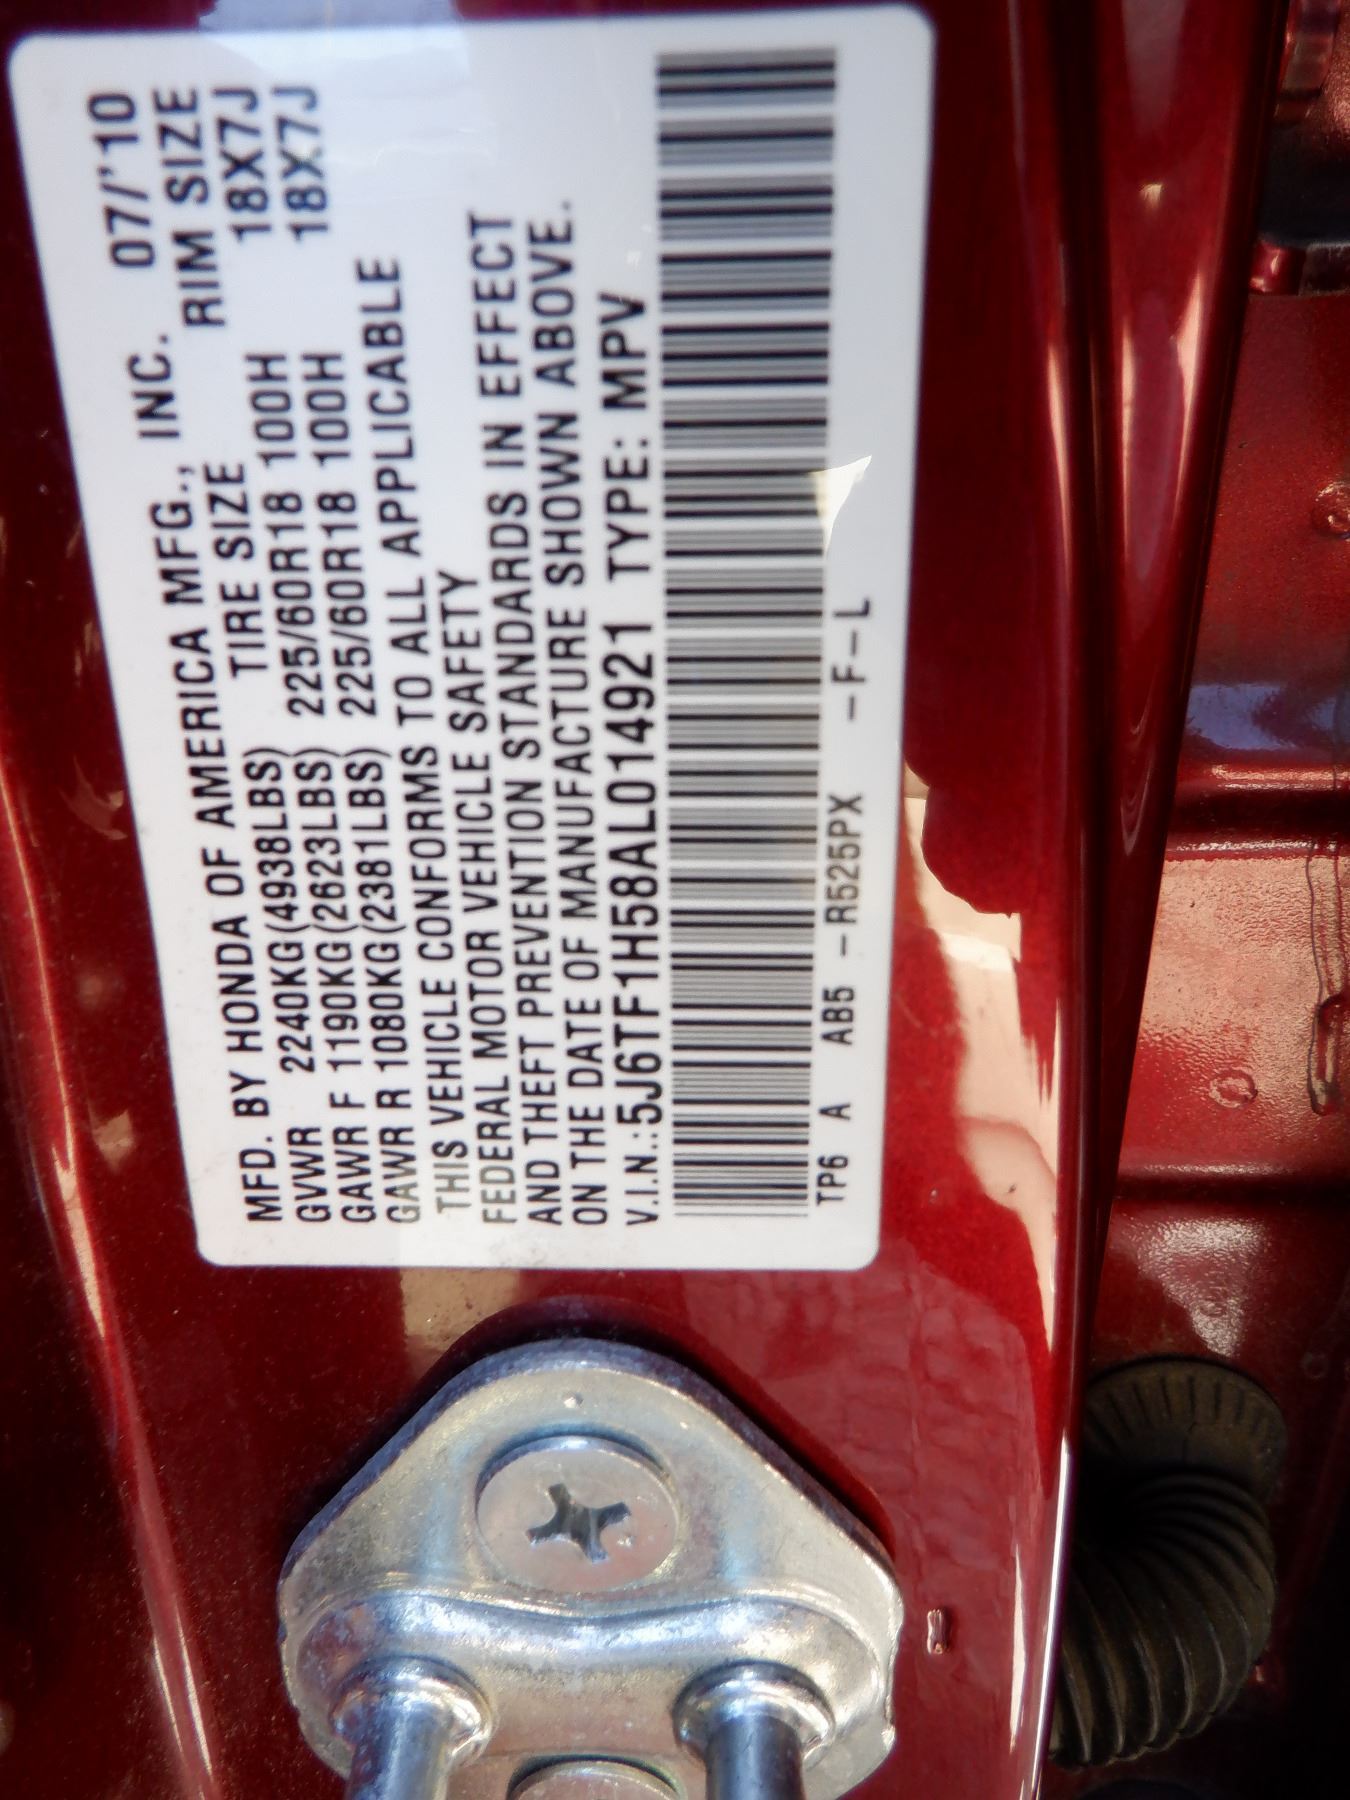 MFD. BY HONDA OF AMERICA MFG., INC. 07/'10
TIRE SIZE RIM SIZE
GVWR 2240KG(4938LBS)
GAWR F 1190KG(2623LBS) 225/60R18 100H 18X7J
GAWR R 1080KG(2381LBS) 225/60R18 100H 18X7J
THIS VEHICLE CONFORMS TO ALL APPLICABLE
FEDERAL MOTOR VEHICLE SAFETY
AND THEFT PREVENTION STANDARDS IN EFFECT
ON THE DATE OF MANUFACTURE SHOWN ABOVE.
V.I.N.:5J6TF1H58AL014921 TYPE: MPV
TP6 A AB5 -R525PX -F-L